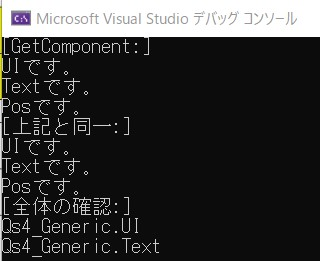 Microsoft Visual Studio デバッグ コンソール
[GetComponent:]
UIです。
Textです。
Posです。
[上記と同一:]
UIです。
Textです。
Posです。
[全体の確認:]
Qs4_Generic.UI
Qs4_Generic.Text